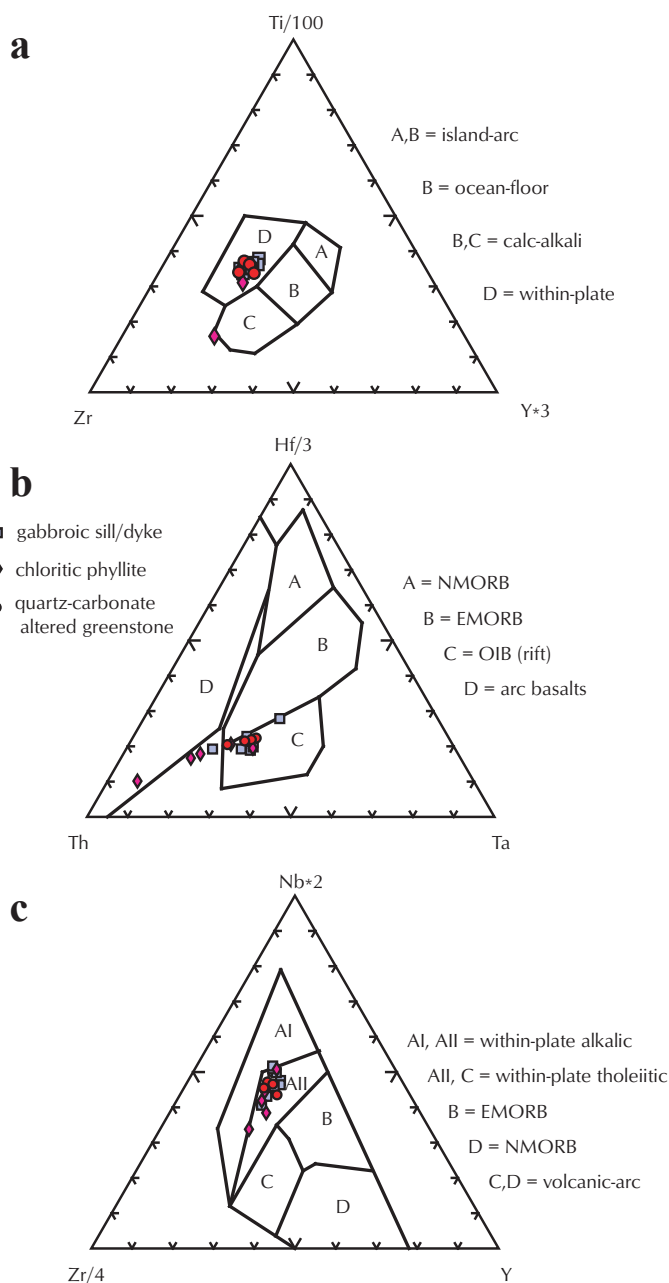 a
Ti/100
A,B = island-arc
B = ocean-floor
B,C = calc-alkali
D = within-plate
D
A
B
C
Zr
Y*3
b
Hf/3
gabbroic sill/dyke
chloritic phyllite
quartz-carbonate
altered greenstone
A = NMORB
B = EMORB
C = OIB (rift)
D = arc basalts
A
B
D
C
Th
Ta
c
Nb*2
AI, AII = within-plate alkalic
AII, C = within-plate tholeiitic
B = EMORB
D = NMORB
C,D = volcanic-arc
AI
AII
B
C
D
Zr/4
Y